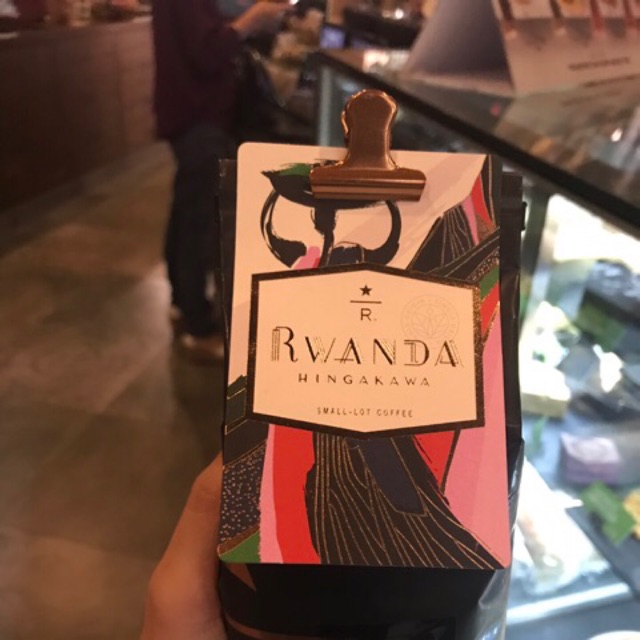 ★
R.
RWANDA
HINGAKAWA
SMALL-LOT COFFEE